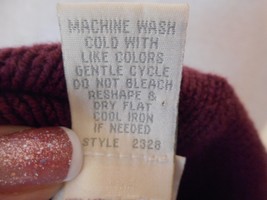 MACHINE WASH
COLD WITH
LIKE COLORS
GENTLE CYCLE
DO NOT BLEACH
RESHAPE &
DRY FLAT
COOL IRON
IF NEEDED
STYLE 2328